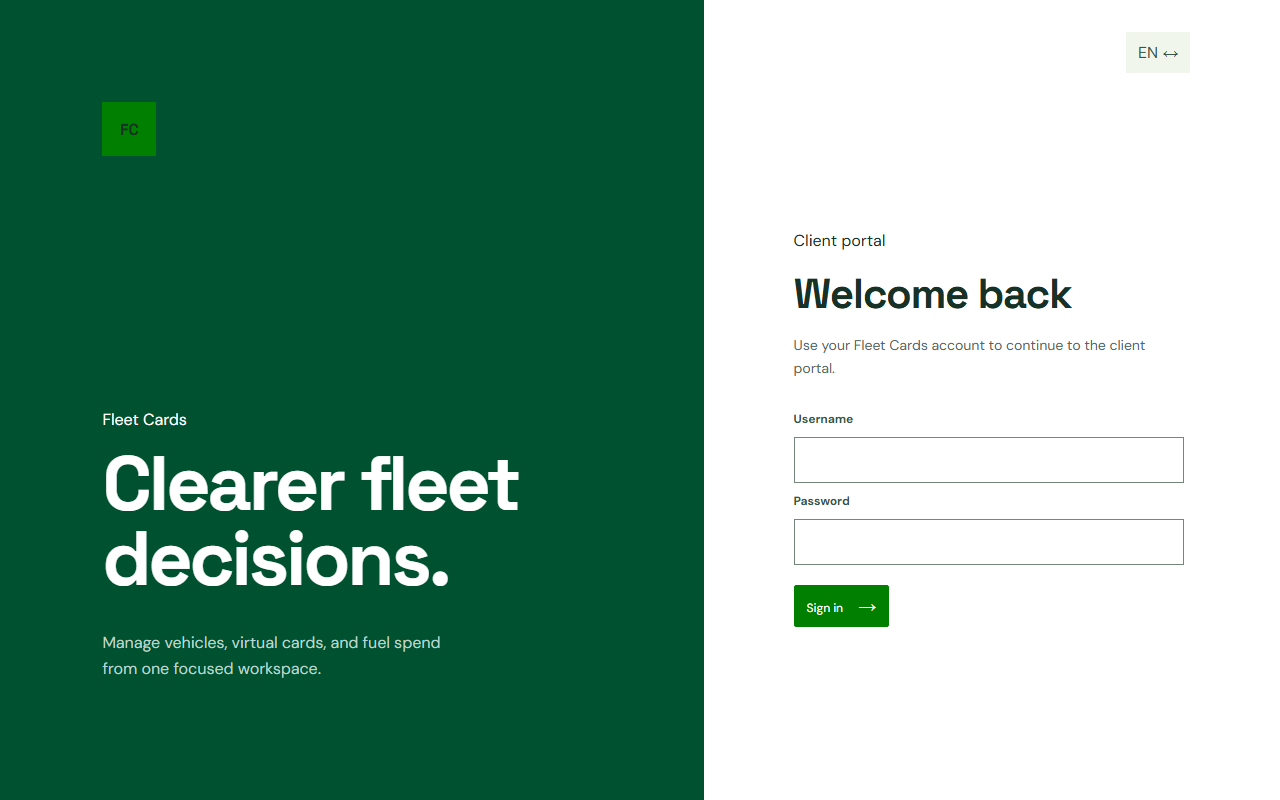 FC
Fleet Cards
Clearer fleet
decisions.
Manage vehicles, virtual cards, and fuel spend
from one focused workspace.
EN ↔
Client portal
Welcome back
Use your Fleet Cards account to continue to the client
portal.
Username
Password
Sign in →